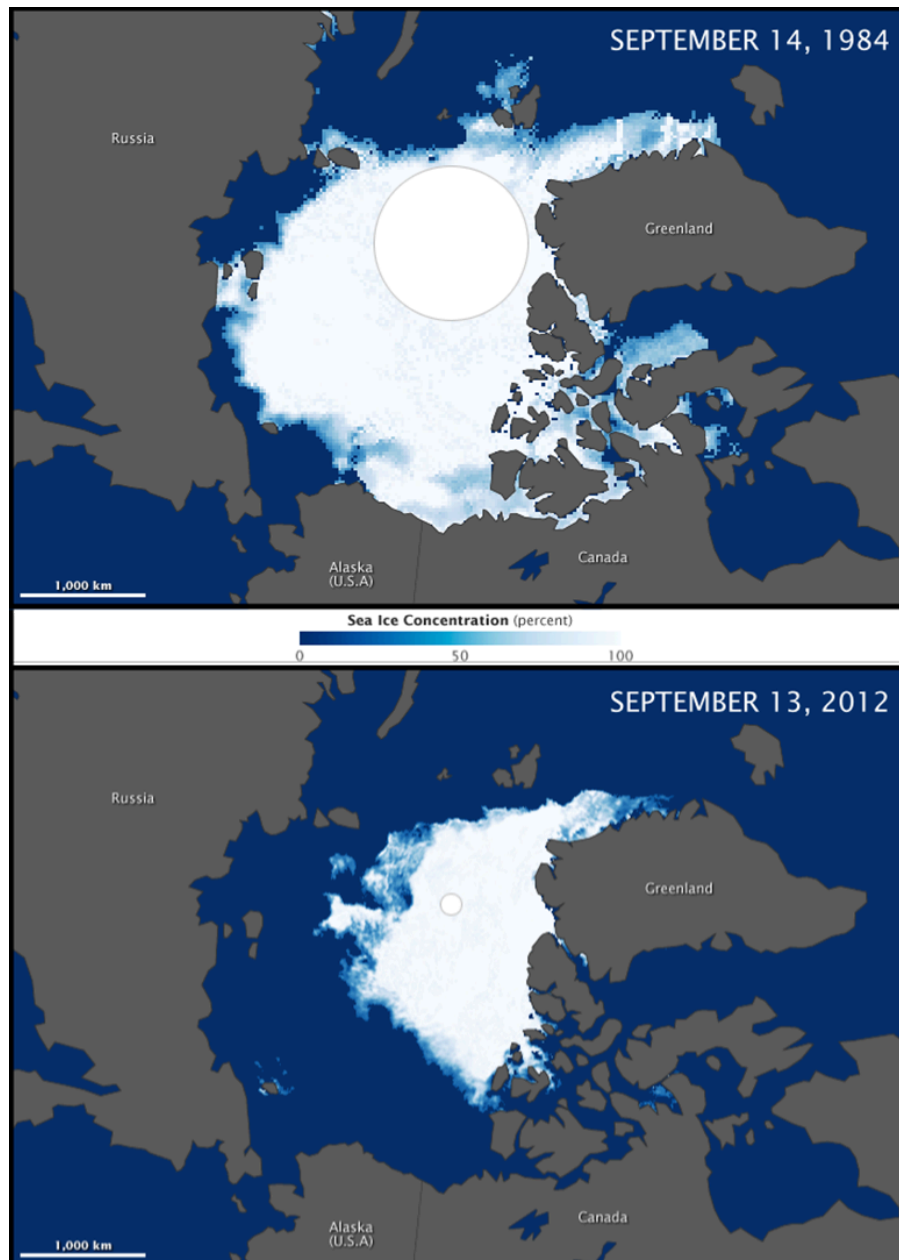 SEPTEMBER 14, 1984
Russia
Greenland
Canada
Alaska
(U.S.A)
1,000 km
Sea Ice Concentration (percent)
0 50 100
SEPTEMBER 13, 2012
Russia
Greenland
Canada
Alaska
(U.S.A)
1,000 km